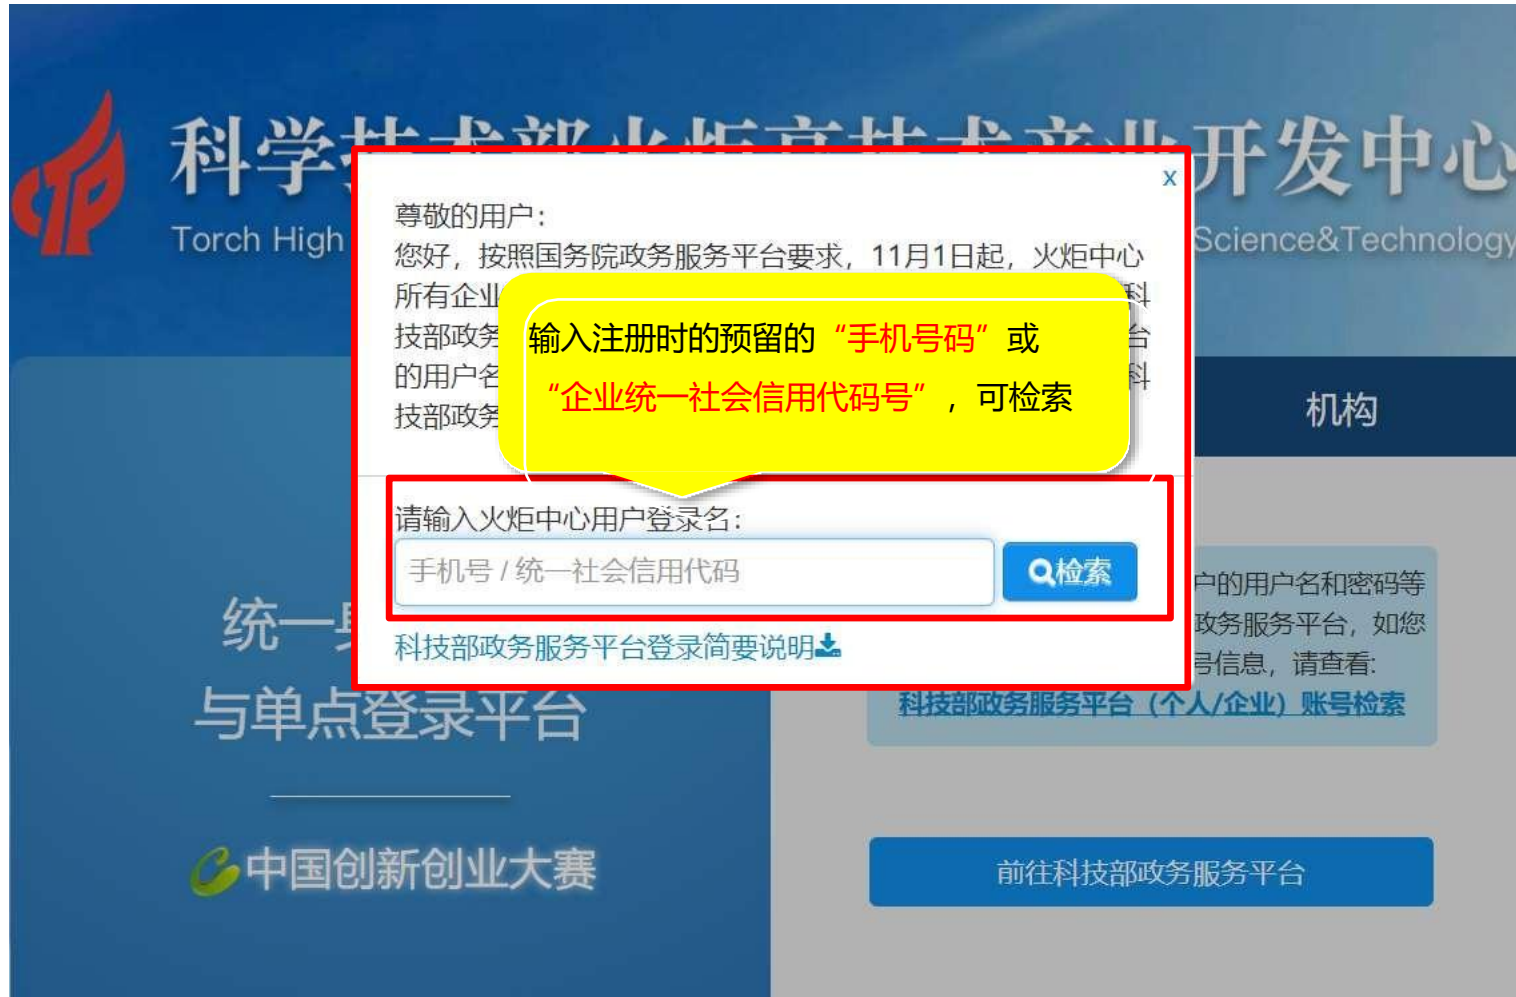 科学技术部火炬高技术产业开发中心
Torch High
Science&Technology
x
尊敬的用户：
您好，按照国务院政务服务平台要求，11月1日起，火炬中心
所有企业
科
技部政务
台
的用户名
科
技部政务
输入注册时的预留的“手机号码”或
“企业统一社会信用代码号”，可检索
机构
请输入火炬中心用户登录名：
手机号 / 统一社会信用代码
检索
科技部政务服务平台登录简要说明
户的用户名和密码等
政务服务平台，如您
号信息，请查看:
科技部政务服务平台（个人/企业）账号检索
统一身
与单点登录平台
中国创新创业大赛
前往科技部政务服务平台